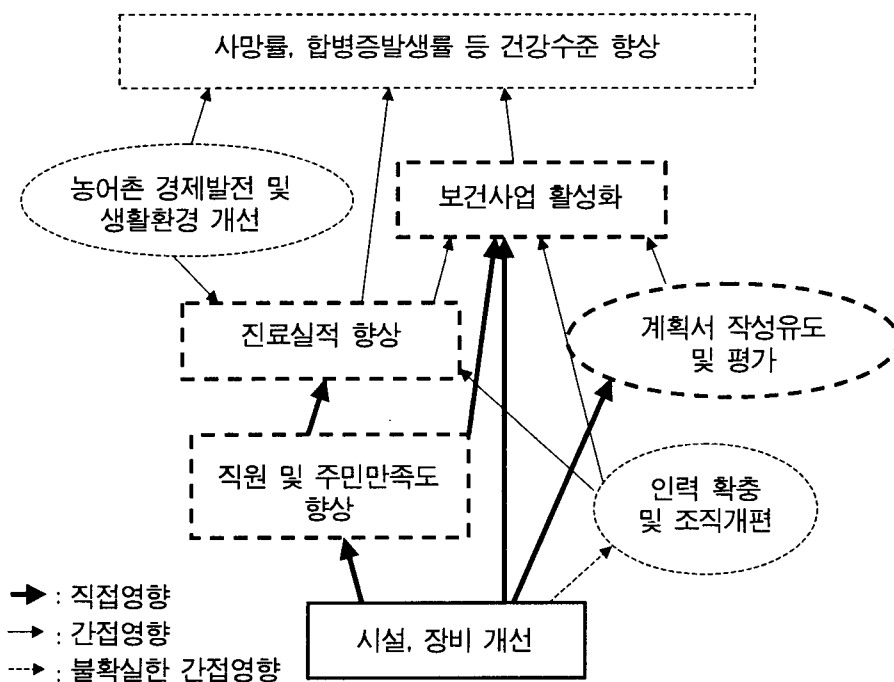 사망률, 합병증발생률 등 건강수준 향상
농어촌 경제발전 및
생활환경 개선
보건사업 활성화
진료실적 향상
계획서 작성유도
및 평가
직원 및 주민만족도
향상
인력 확충
및 조직개편
: 직접영향
: 간접영향
: 불확실한 간접영향
시설, 장비 개선